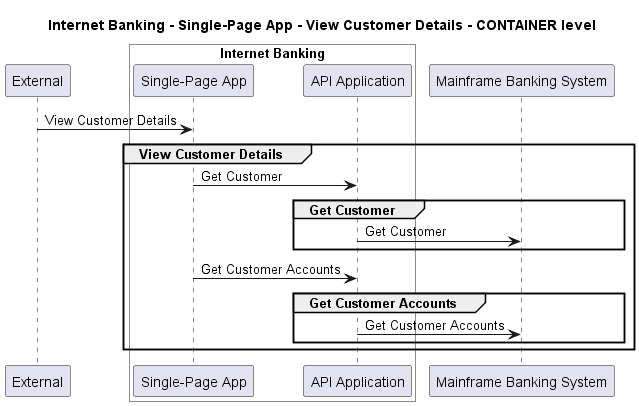 Internet Banking - Single-Page App - View Customer Details - CONTAINER level
Internet Banking
External
Single-Page App
API Application
Mainframe Banking System
View Customer Details
View Customer Details
Get Customer
Get Customer
Get Customer
Get Customer Accounts
Get Customer Accounts
Get Customer Accounts
External
Single-Page App
API Application
Mainframe Banking System